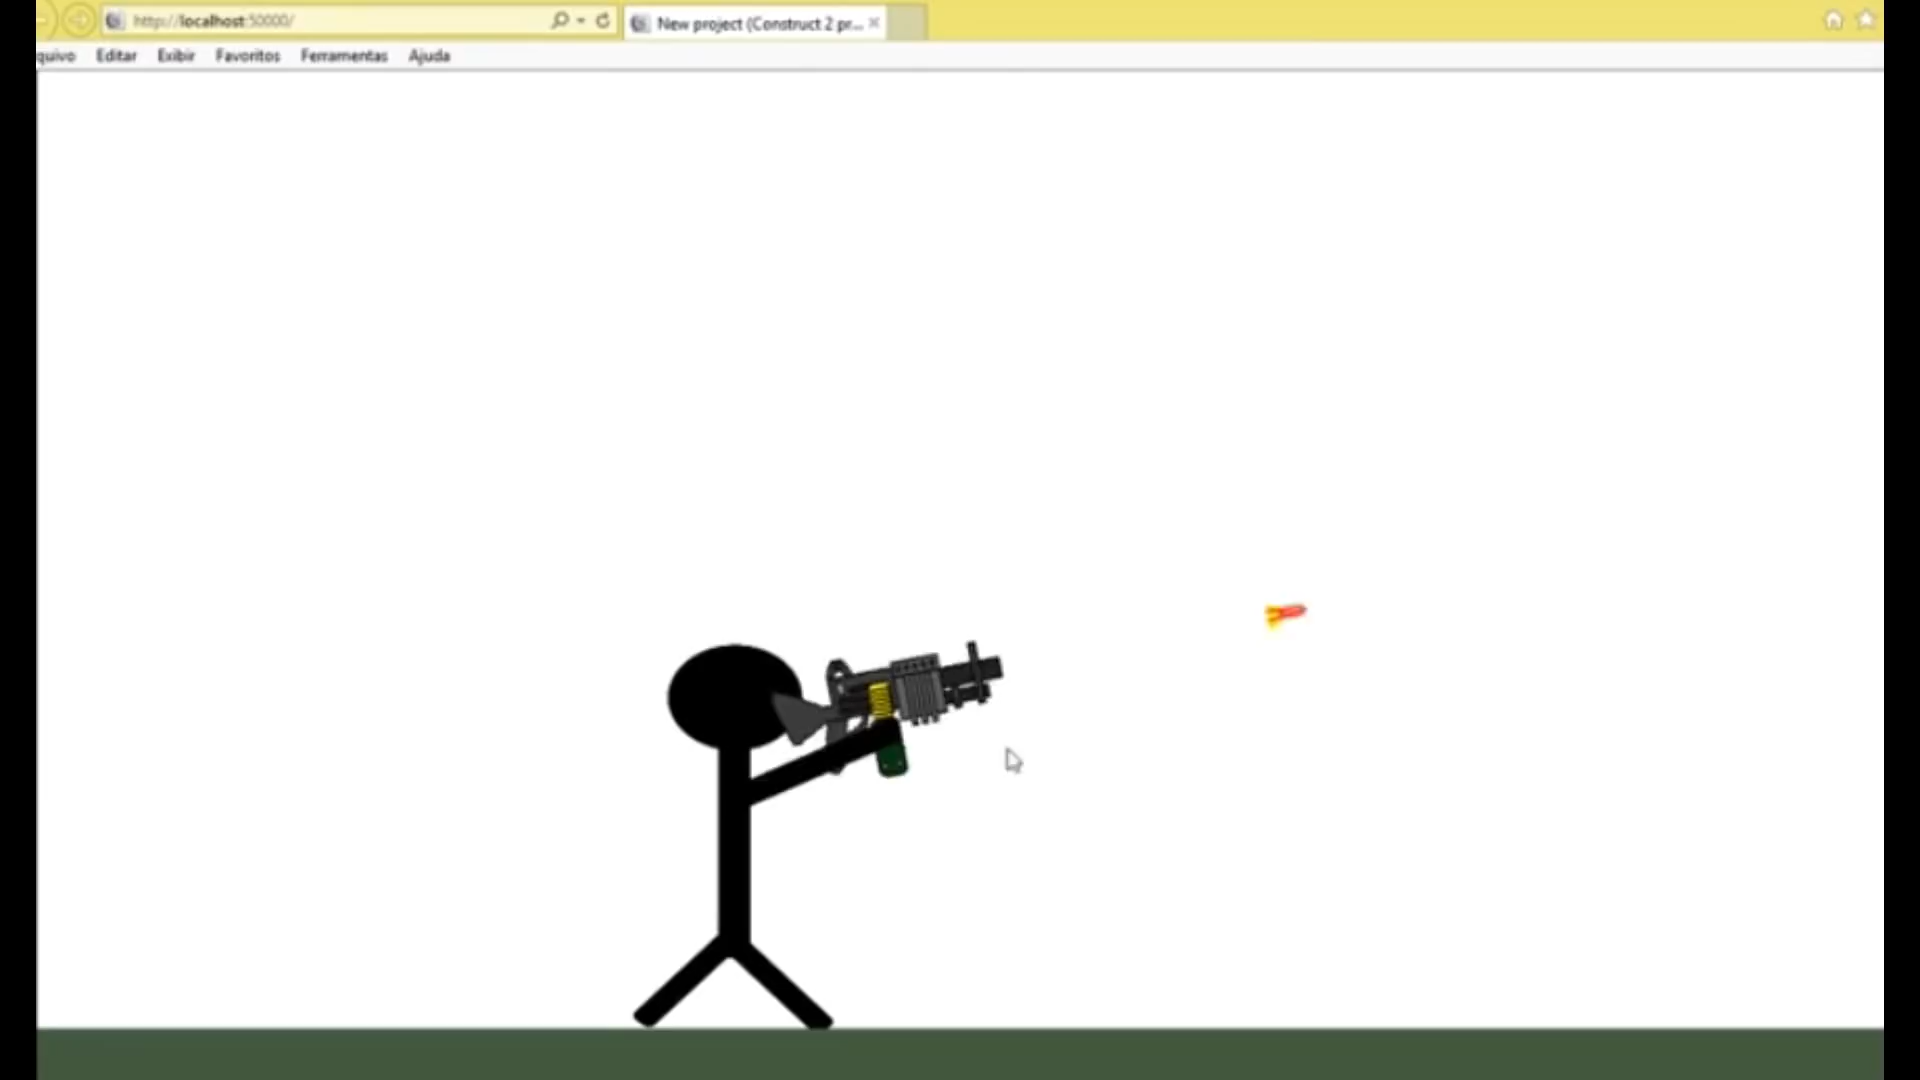 http://localhost:50000/
New project (Construct 2 pr...
quivo Editar Exibir Favoritos Ferramentas Ajuda